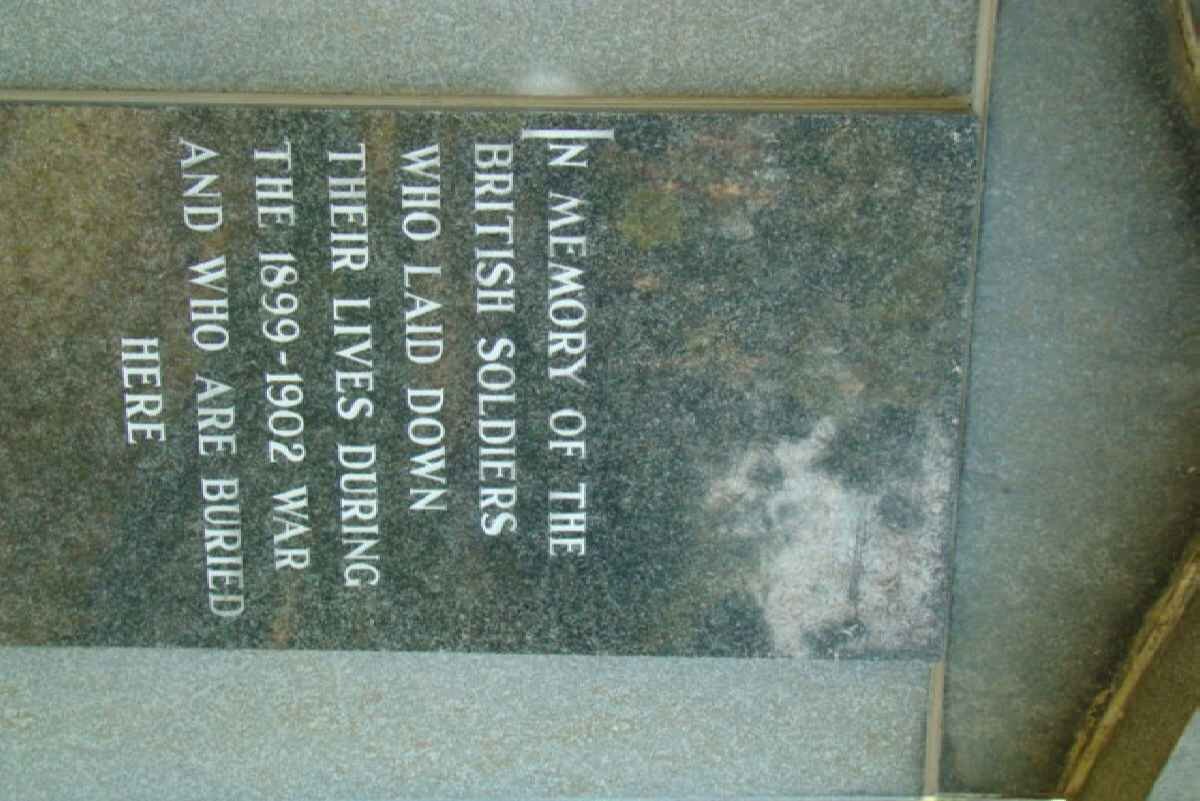 IN MEMORY OF THE
BRITISH SOLDIERS
WHO LAID DOWN
THEIR LIVES DURING
THE 1899-1902 WAR
AND WHO ARE BURIED
HERE